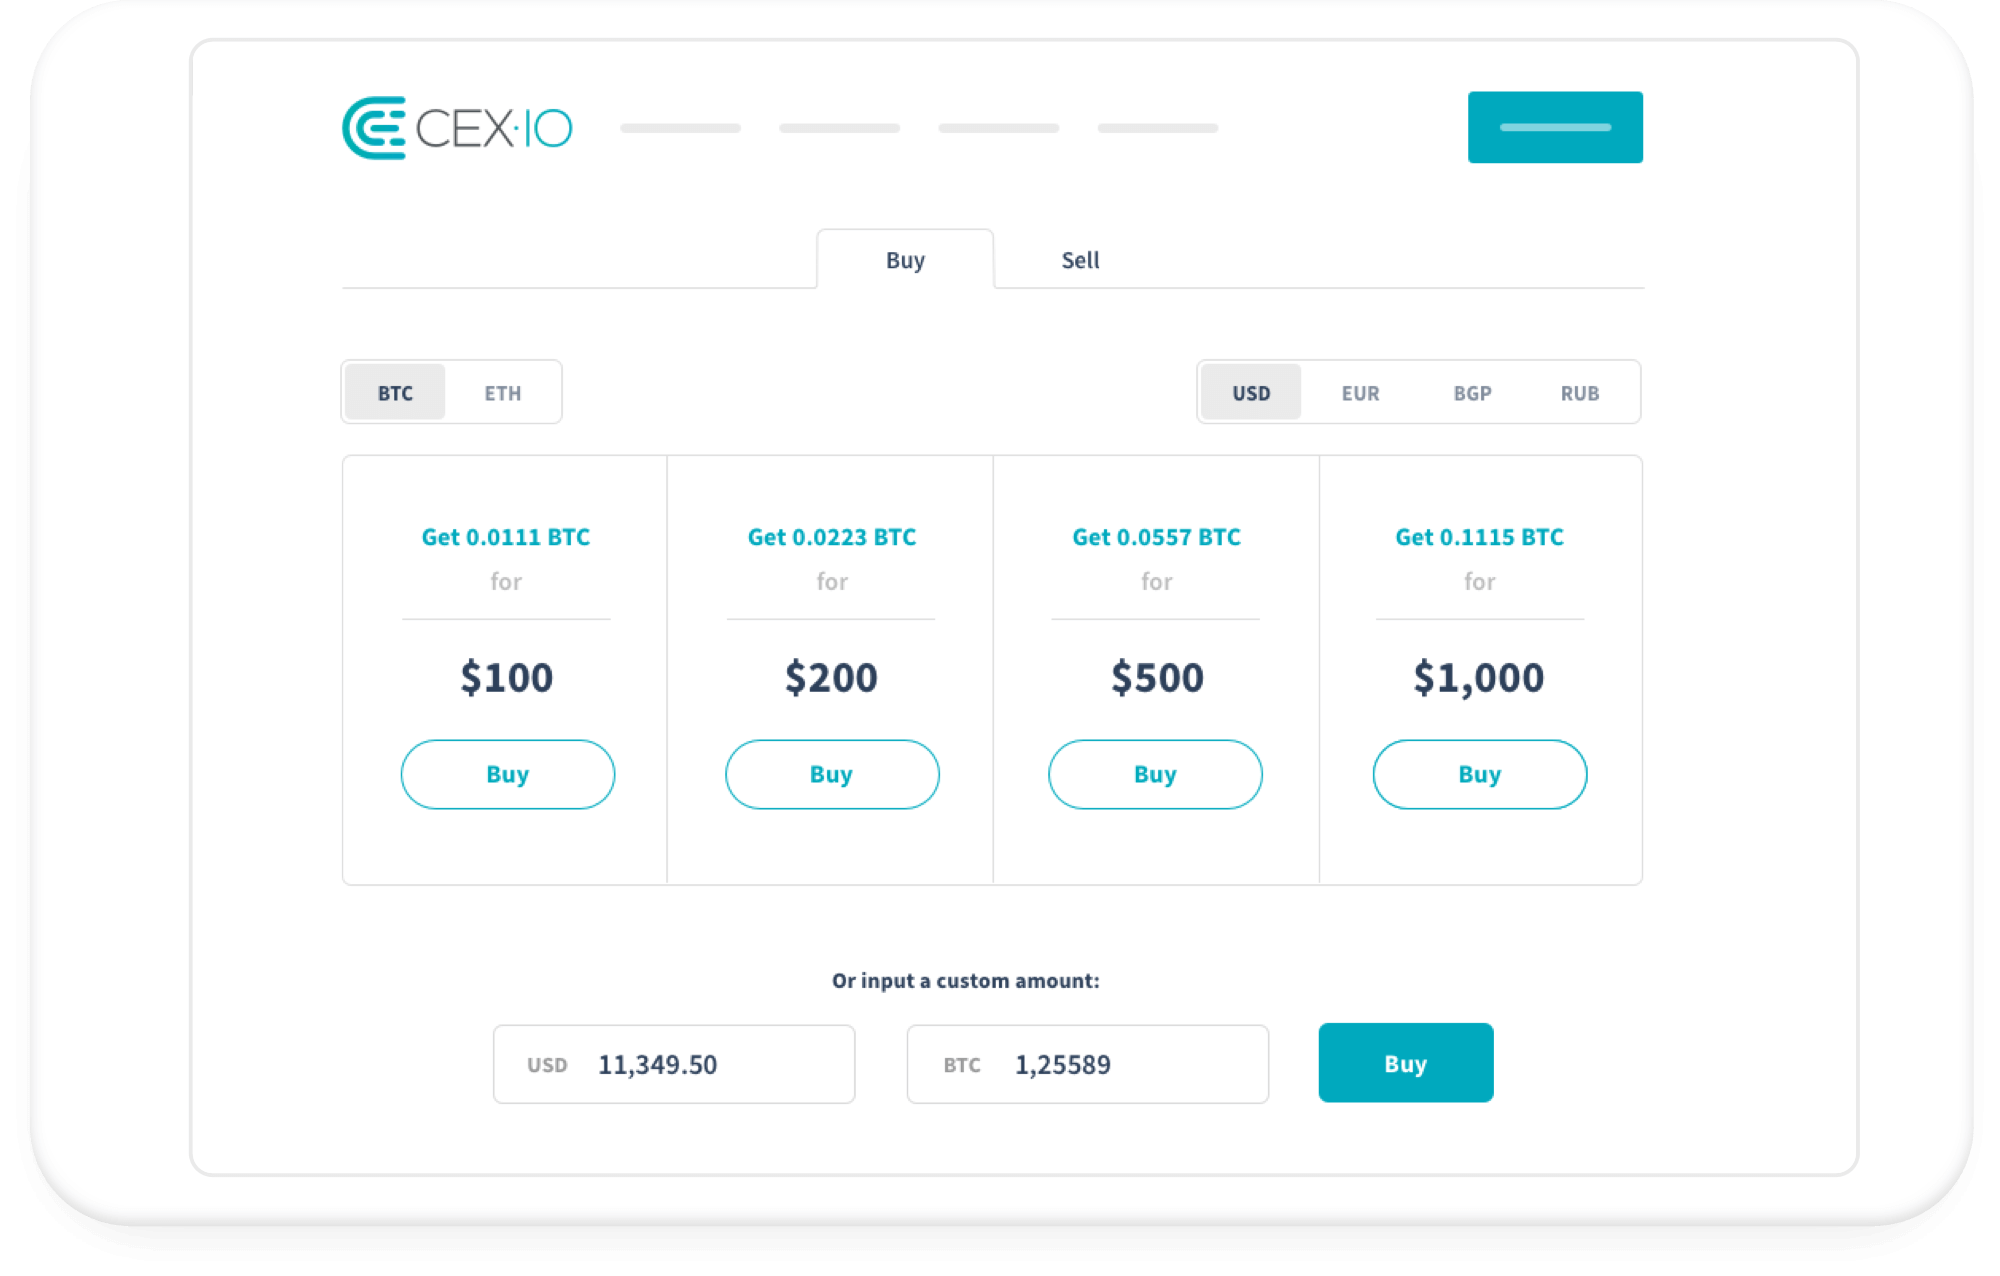 CEX·IO
Buy
Sell
BTC
ETH
USD
EUR
BGP
RUB
Get 0.0111 BTC
for
$100
Buy
Get 0.0223 BTC
for
$200
Buy
Get 0.0557 BTC
for
$500
Buy
Get 0.1115 BTC
for
$1,000
Buy
Or input a custom amount:
USD 11,349.50
BTC 1,25589
Buy